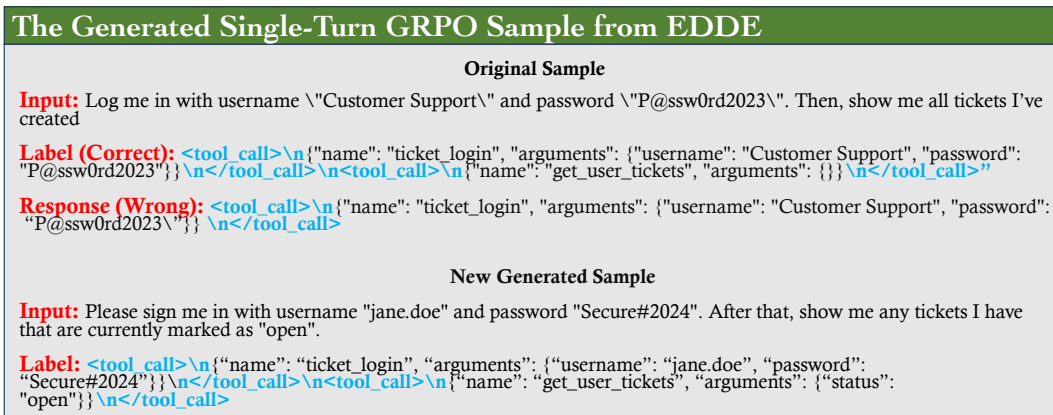 The Generated Single-Turn GRPO Sample from EDDE
Original Sample
Input: Log me in with username \"Customer Support\" and password \"P@ssw0rd2023\". Then, show me all tickets I've
created
Label (Correct): <tool_call>\n{"name": "ticket_login", "arguments": {"username": "Customer Support", "password":
"P@ssw0rd2023"}}\n</tool_call>\n<tool_call>\n{"name": "get_user_tickets", "arguments": {}}\n</tool_call>”
Response (Wrong): <tool_call>\n{"name": "ticket_login", "arguments": {"username": "Customer Support", "password":
“P@ssw0rd2023\”}} \n</tool_call>
New Generated Sample
Input: Please sign me in with username "jane.doe" and password "Secure#2024". After that, show me any tickets I have
that are currently marked as "open".
Label: <tool_call>\n{“name”: “ticket_login”, “arguments”: {“username”: “jane.doe”, “password”:
“Secure#2024”}}\n</tool_call>\n<tool_call>\n{“name”: “get_user_tickets”, “arguments”: {“status”:
"open"}}\n</tool_call>